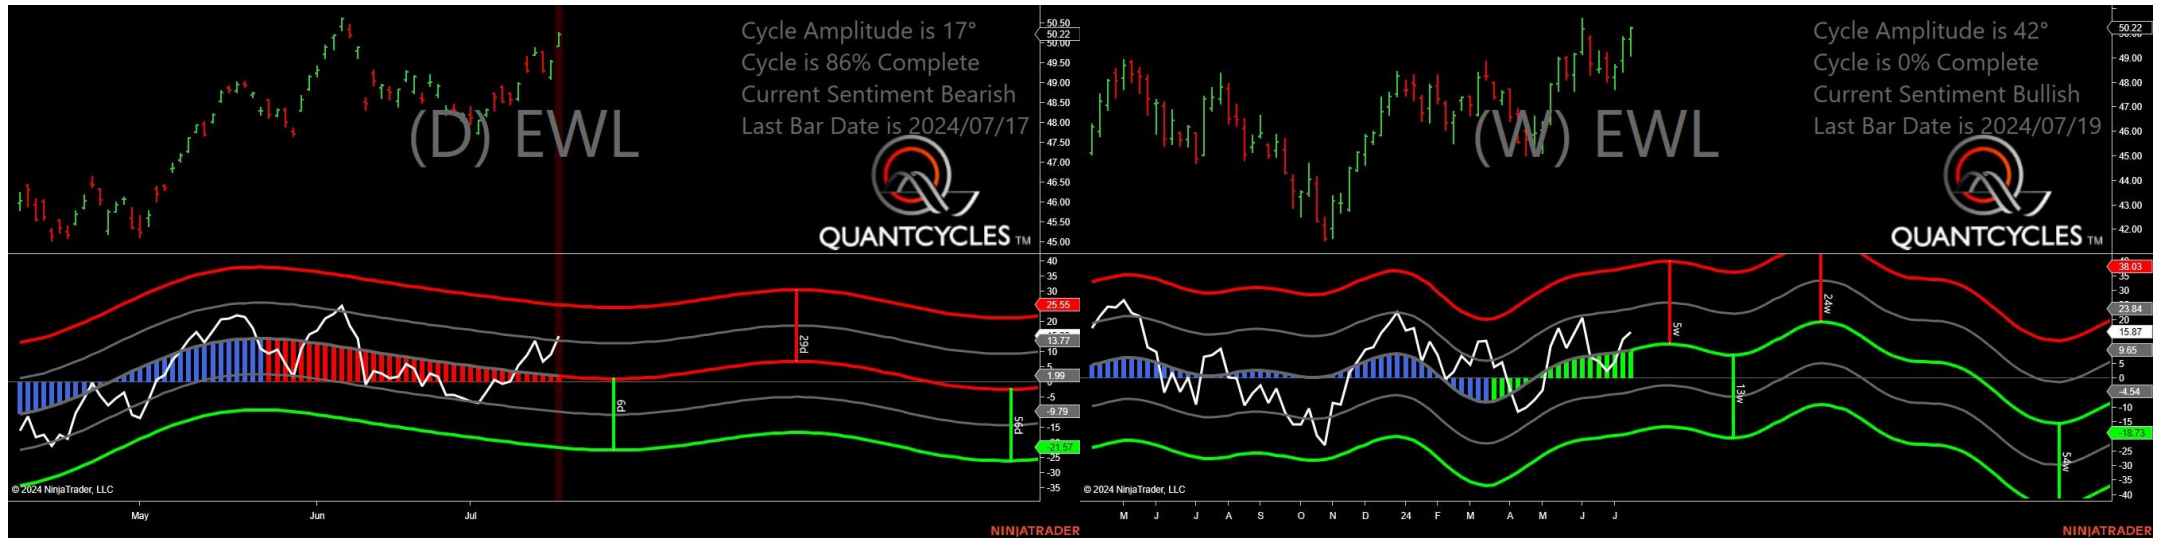 Cycle Amplitude is 17°
Cycle is 86% Complete
Current Sentiment Bearish
Last Bar Date is 2024/07/17
(D) EWL
QUANTCYCLES TM
50.50
50.22
50.00
49.50
49.00
48.50
48.00
47.50
47.00
46.50
46.00
45.50
45.00
40
35
30
25.55
20
13.77
10
5
1.99
-5
-9.79
-15
-21.57
-25
-30
-35
6d
29d
56d
© 2024 NinjaTrader, LLC
May Jun Jul
NINJATRADER
Cycle Amplitude is 42°
Cycle is 0% Complete
Current Sentiment Bullish
Last Bar Date is 2024/07/19
(W) EWL
QUANTCYCLES TM
50.22
49.00
48.00
47.00
46.00
45.00
44.00
43.00
42.00
38.03
35
30
23.84
20
15.87
9.65
5
0
-4.54
-10
-15
-18.73
-25
-30
-35
-40
5w
13w
24w
54w
© 2024 NinjaTrader, LLC
M J J A S O N D 24 F M A M J J
NINJATRADER